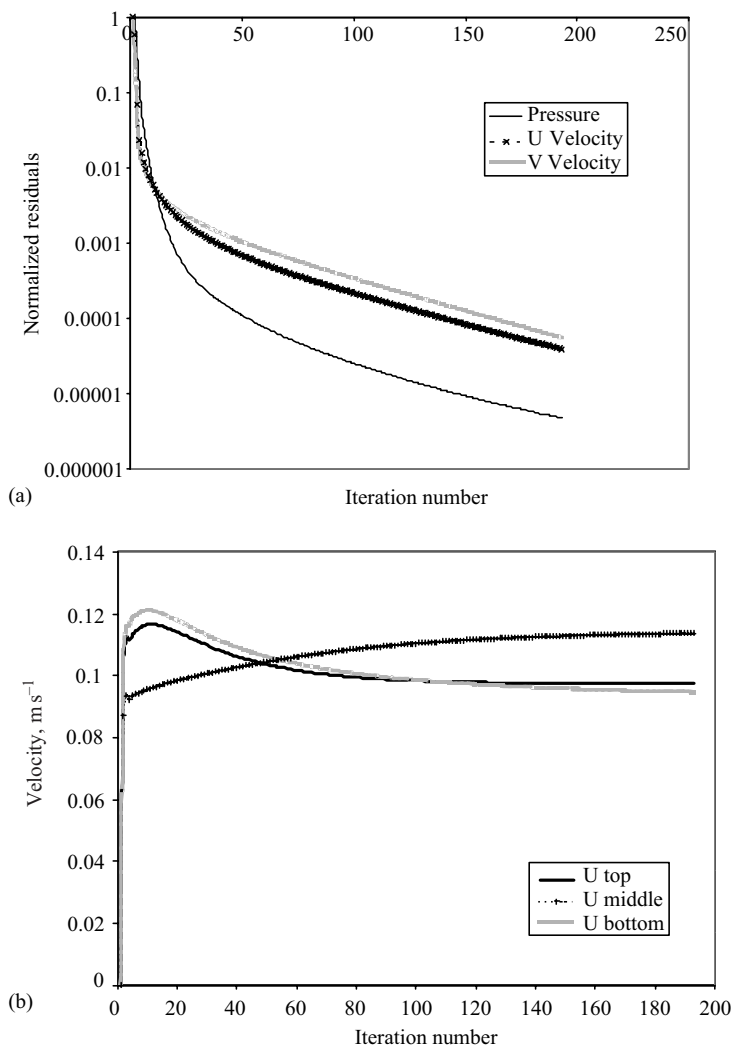 1
0
50
100
150
200
250
0.1
0.01
0.001
0.0001
0.00001
0.000001
Normalized residuals
Pressure
U Velocity
V Velocity
(a)
Iteration number
0.14
0.12
0.1
0.08
0.06
0.04
0.02
0
Velocity, m s⁻¹
U top
U middle
U bottom
(b)
0 20 40 60 80 100 120 140 160 180 200
Iteration number